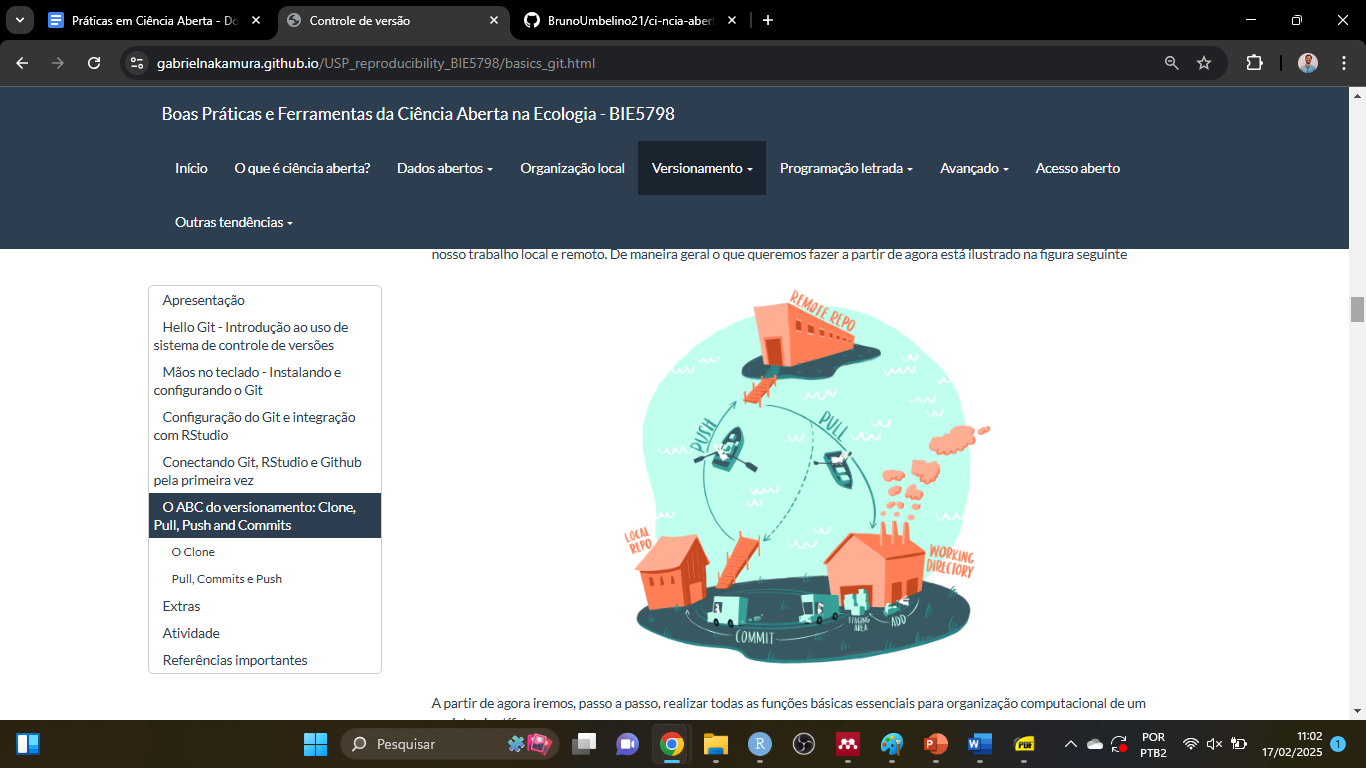 Práticas em Ciência Aberta - Do
Controle de versão
BrunoUmbelino21/ci-ncia-abert
gabrielnakamura.github.io/USP_reproducibility_BIE5798/basics_git.html
Boas Práticas e Ferramentas da Ciência Aberta na Ecologia - BIE5798
Início
O que é ciência aberta?
Dados abertos
Organização local
Versionamento
Programação letrada
Avançado
Acesso aberto
Outras tendências
nosso trabalho local e remoto. De maneira geral o que queremos fazer a partir de agora está ilustrado na figura seguinte
Apresentação
Hello Git - Introdução ao uso de
sistema de controle de versões
Mãos no teclado - Instalando e
configurando o Git
Configuração do Git e integração
com RStudio
Conectando Git, RStudio e Github
pela primeira vez
O ABC do versionamento: Clone,
Pull, Push and Commits
O Clone
Pull, Commits e Push
Extras
Atividade
Referências importantes
REMOTE REPO
PUSH
PULL
LOCAL
REPO
WORKING
DIRECTORY
COMMIT
STAGING
AREA
ADD
A partir de agora iremos, passo a passo, realizar todas as funções básicas essenciais para organização computacional de um
Pesquisar
R
P
W
PDF
POR
PTB2
11:02
17/02/2025
1